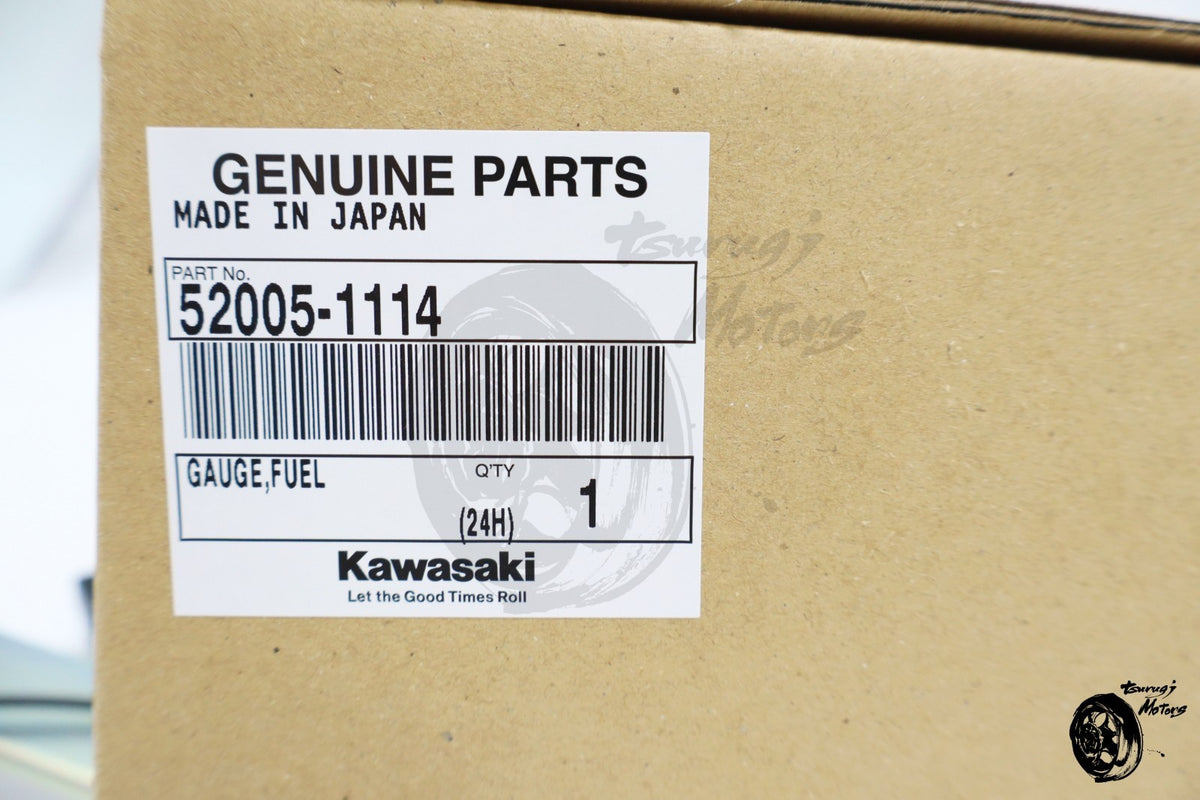 GENUINE PARTS
MADE IN JAPAN
PART No.
52005-1114
GAUGE,FUEL
Q'TY
(24H)
1
Kawasaki
Let the Good Times Roll
tsurugi
Motors
tsurugi
Motors